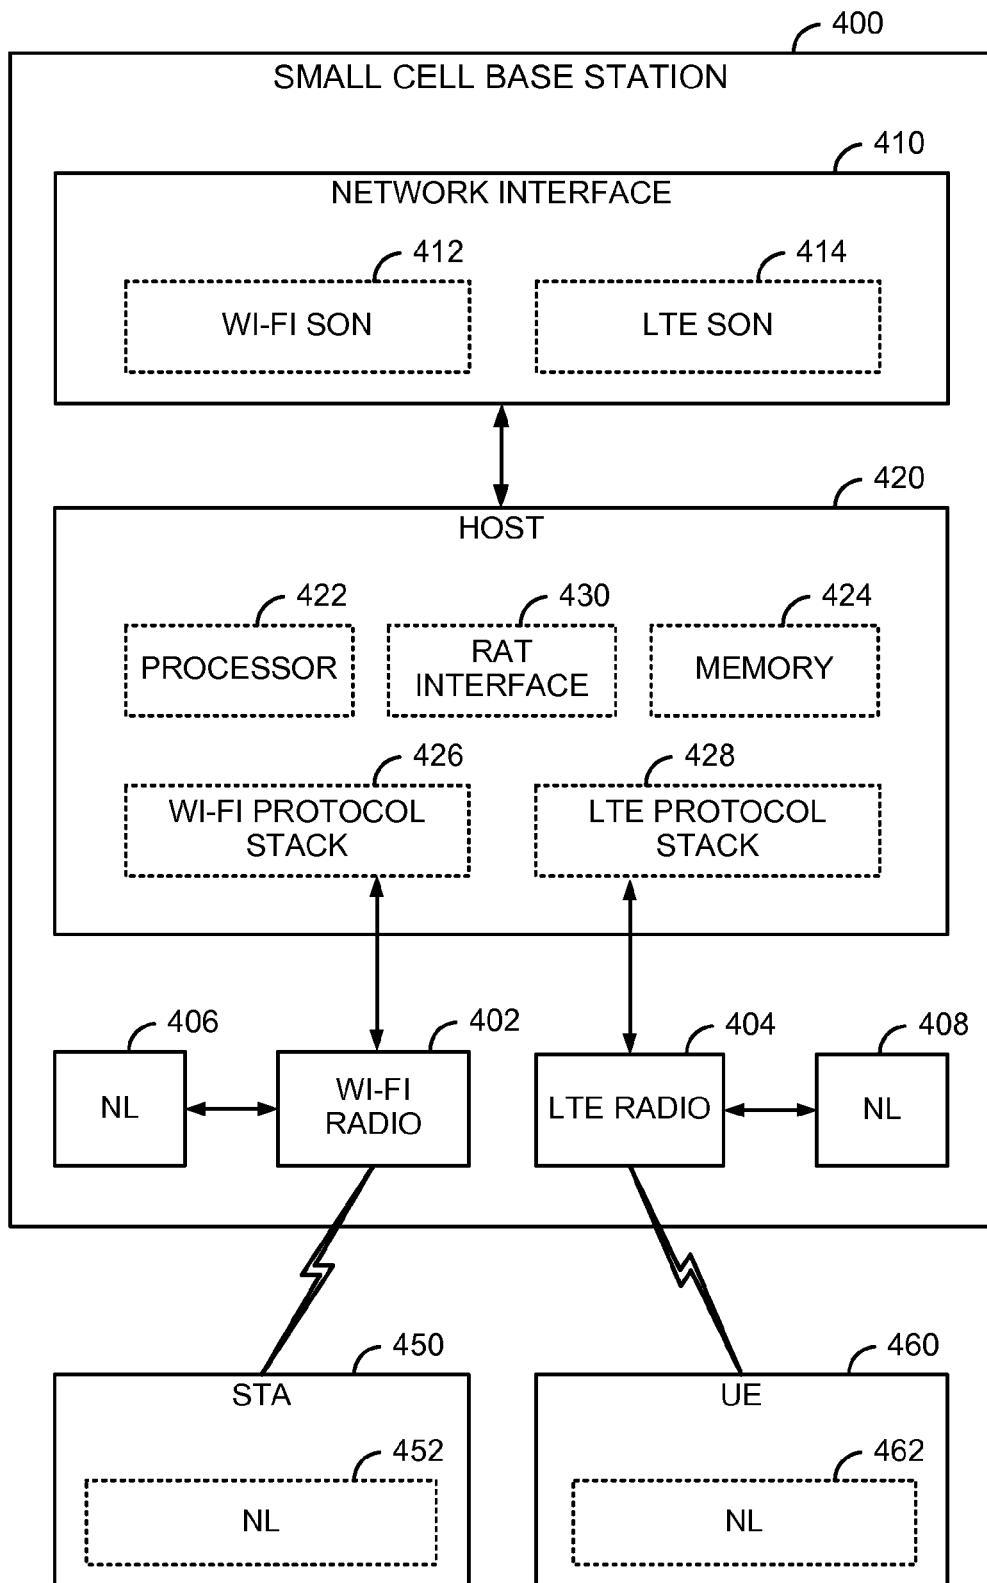 400
SMALL CELL BASE STATION
410
NETWORK INTERFACE
412
WI-FI SON
414
LTE SON
420
HOST
422
PROCESSOR
430
RAT
INTERFACE
424
MEMORY
426
WI-FI PROTOCOL
STACK
428
LTE PROTOCOL
STACK
406
NL
402
WI-FI
RADIO
404
LTE RADIO
408
NL
450
STA
452
NL
460
UE
462
NL